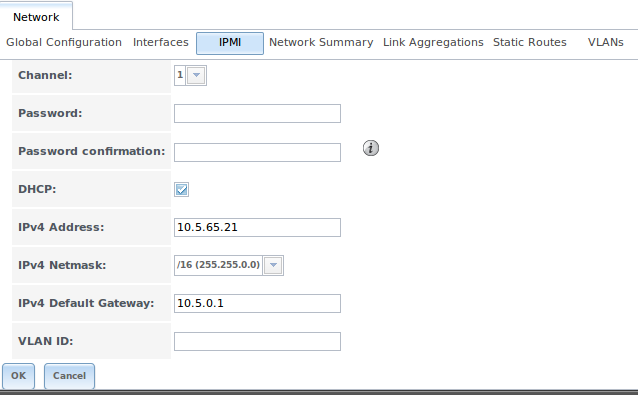 Network
Global Configuration Interfaces IPMI Network Summary Link Aggregations Static Routes VLANs
Channel: 1
Password:
Password confirmation: i
DHCP:
IPv4 Address: 10.5.65.21
IPv4 Netmask: /16 (255.255.0.0)
IPv4 Default Gateway: 10.5.0.1
VLAN ID:
OK Cancel